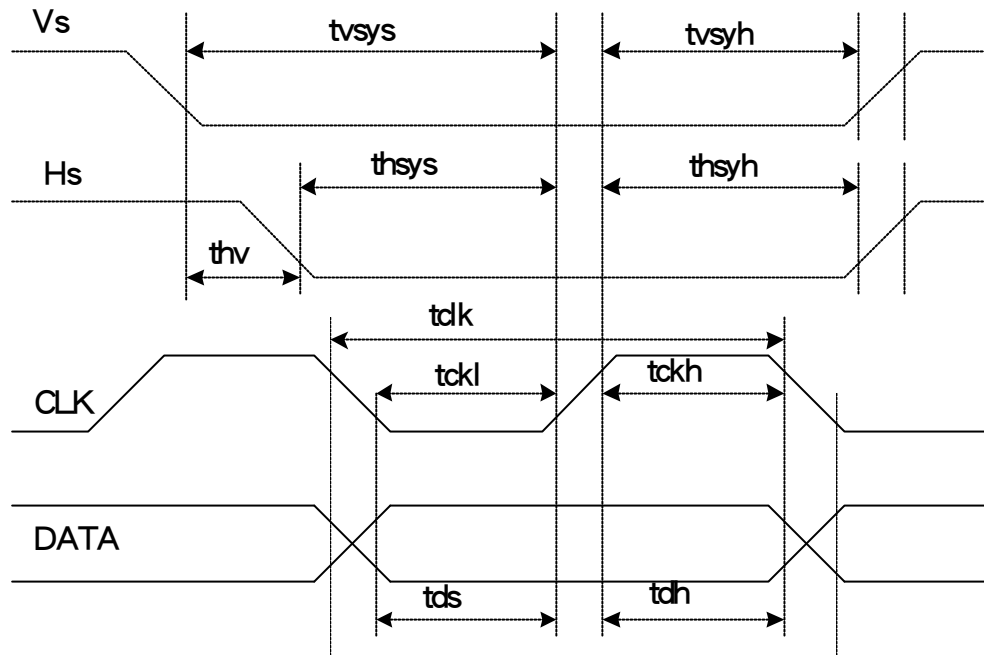 Vs
tvsys
tvsyh
Hs
thsys
thsyh
thv
tclk
tckl
tckh
CLK
DATA
tds
tdh